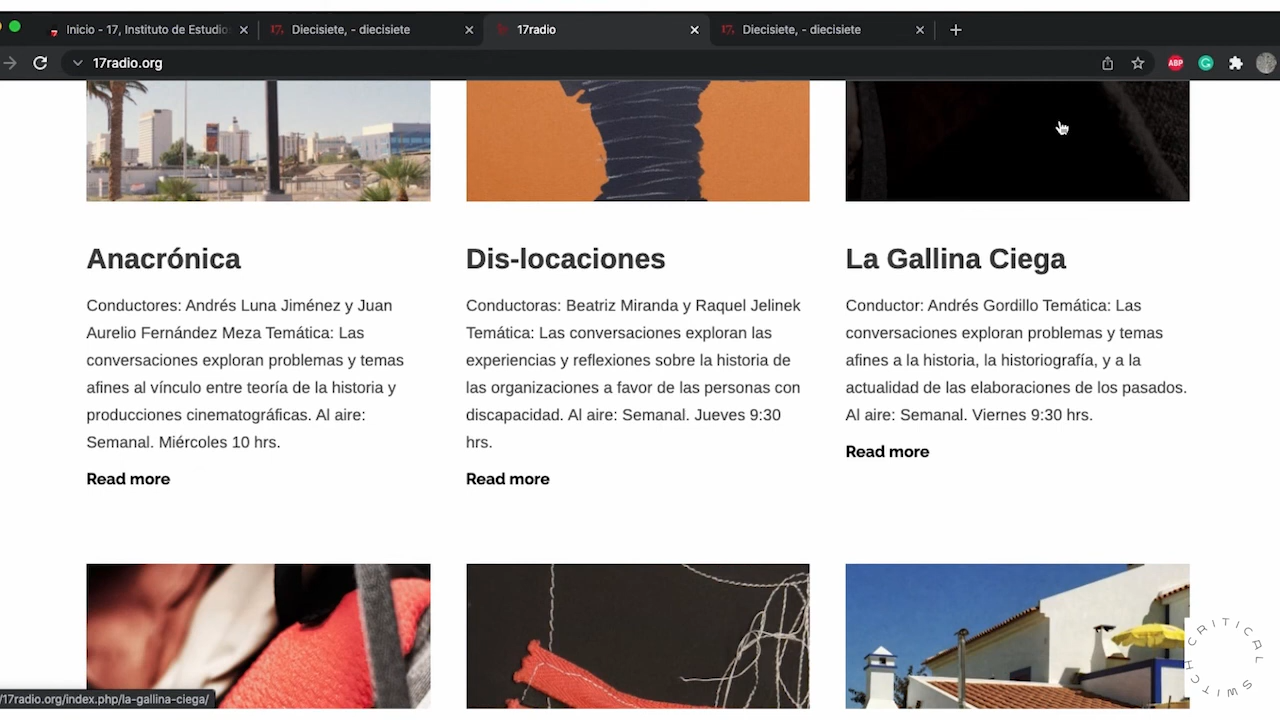 Inicio - 17, Instituto de Estudio
17, Diecisiete, - diecisiete
17radio
17, Diecisiete, - diecisiete
17radio.org
ABP
Anacrónica
Conductores: Andrés Luna Jiménez y Juan
Aurelio Fernández Meza Temática: Las
conversaciones exploran problemas y temas
afines al vínculo entre teoría de la historia y
producciones cinematográficas. Al aire:
Semanal. Miércoles 10 hrs.
Read more
Dis-locaciones
Conductoras: Beatriz Miranda y Raquel Jelinek
Temática: Las conversaciones exploran las
experiencias y reflexiones sobre la historia de
las organizaciones a favor de las personas con
discapacidad. Al aire: Semanal. Jueves 9:30
hrs.
Read more
La Gallina Ciega
Conductor: Andrés Gordillo Temática: Las
conversaciones exploran problemas y temas
afines a la historia, la historiografía, y a la
actualidad de las elaboraciones de los pasados.
Al aire: Semanal. Viernes 9:30 hrs.
Read more
/17radio.org/index.php/la-gallina-ciega/
CRITICAL
SWITCH